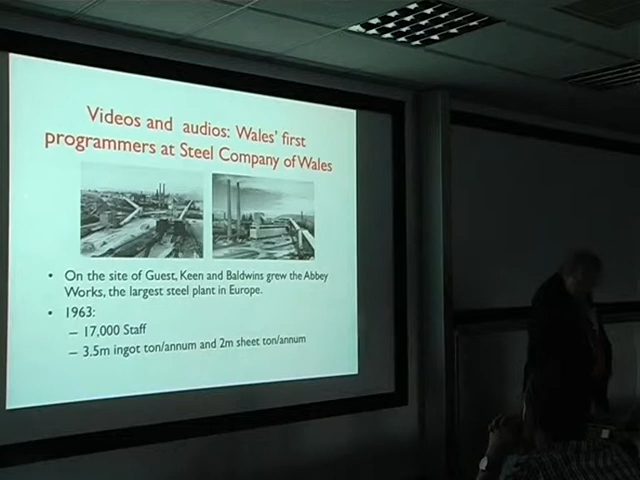 Videos and audios: Wales' first
programmers at Steel Company of Wales
• On the site of Guest, Keen and Baldwins grew the Abbey
Works, the largest steel plant in Europe.
• 1963:
– 17,000 Staff
– 3.5m ingot ton/annum and 2m sheet ton/annum